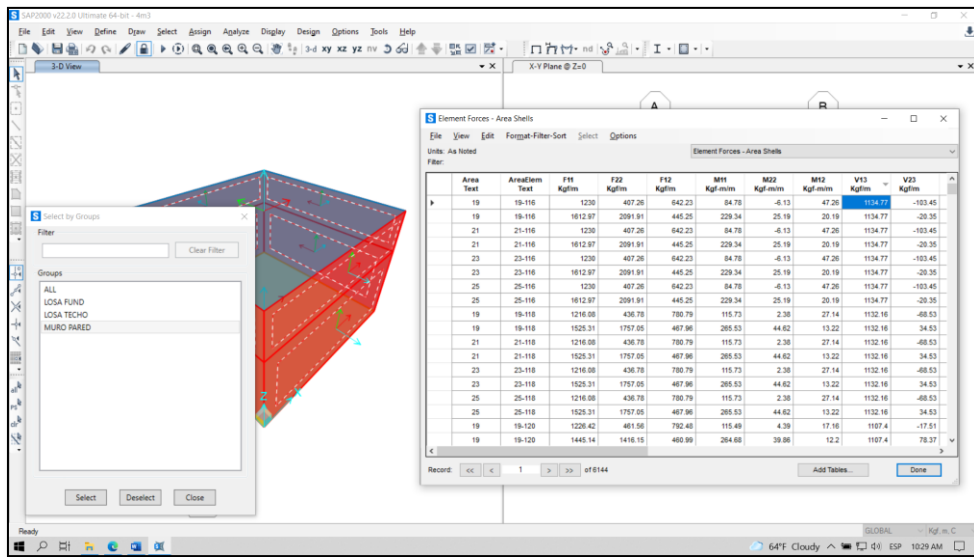 SAP2000 v22.2.0 Ultimate 64-bit - 4m3
File Edit View Define Draw Select Assign Analyze Display Design Options Tools Help
3-d xy xz yz nv
nd
3-D View
X-Y Plane @ Z=0
A B
Element Forces - Area Shells
File View Edit Format-Filter-Sort Select Options
Units: As Noted
Element Forces - Area Shells
Filter:
Area AreaElem F11 F22 F12 M11 M22 M12 V13 V23
Text Text Kgf/m Kgf/m Kgf/m Kgf-m/m Kgf-m/m Kgf-m/m Kgf/m Kgf/m
19 19-116 1230 407.26 642.23 84.78 -6.13 47.26 1134.77 -103.45
19 19-116 1612.97 2091.91 445.25 229.34 25.19 20.19 1134.77 -20.35
21 21-116 1230 407.26 642.23 84.78 -6.13 47.26 1134.77 -103.45
21 21-116 1612.97 2091.91 445.25 229.34 25.19 20.19 1134.77 -20.35
23 23-116 1230 407.26 642.23 84.78 -6.13 47.26 1134.77 -103.45
23 23-116 1612.97 2091.91 445.25 229.34 25.19 20.19 1134.77 -20.35
25 25-116 1230 407.26 642.23 84.78 -6.13 47.26 1134.77 -103.45
25 25-116 1612.97 2091.91 445.25 229.34 25.19 20.19 1134.77 -20.35
19 19-118 1216.08 436.78 780.79 115.73 2.38 27.14 1132.16 -68.53
19 19-118 1525.31 1757.05 467.96 265.53 44.62 13.22 1132.16 34.53
21 21-118 1216.08 436.78 780.79 115.73 2.38 27.14 1132.16 -68.53
21 21-118 1525.31 1757.05 467.96 265.53 44.62 13.22 1132.16 34.53
23 23-118 1216.08 436.78 780.79 115.73 2.38 27.14 1132.16 -68.53
23 23-118 1525.31 1757.05 467.96 265.53 44.62 13.22 1132.16 34.53
25 25-118 1216.08 436.78 780.79 115.73 2.38 27.14 1132.16 -68.53
25 25-118 1525.31 1757.05 467.96 265.53 44.62 13.22 1132.16 34.53
19 19-120 1226.42 461.56 792.48 115.49 4.39 17.16 1107.4 -17.51
19 19-120 1445.14 1416.15 460.99 264.68 39.86 12.2 1107.4 78.37
Record: << < 1 > >> of 6144
Add Tables... Done
Select by Groups
Filter
Clear Filter
Groups
ALL
LOSA FUND
LOSA TECHO
MURO PARED
Select Deselect Close
Z
X
Ready
GLOBAL Kgf, m, C
64°F Cloudy ESP 10:29 AM